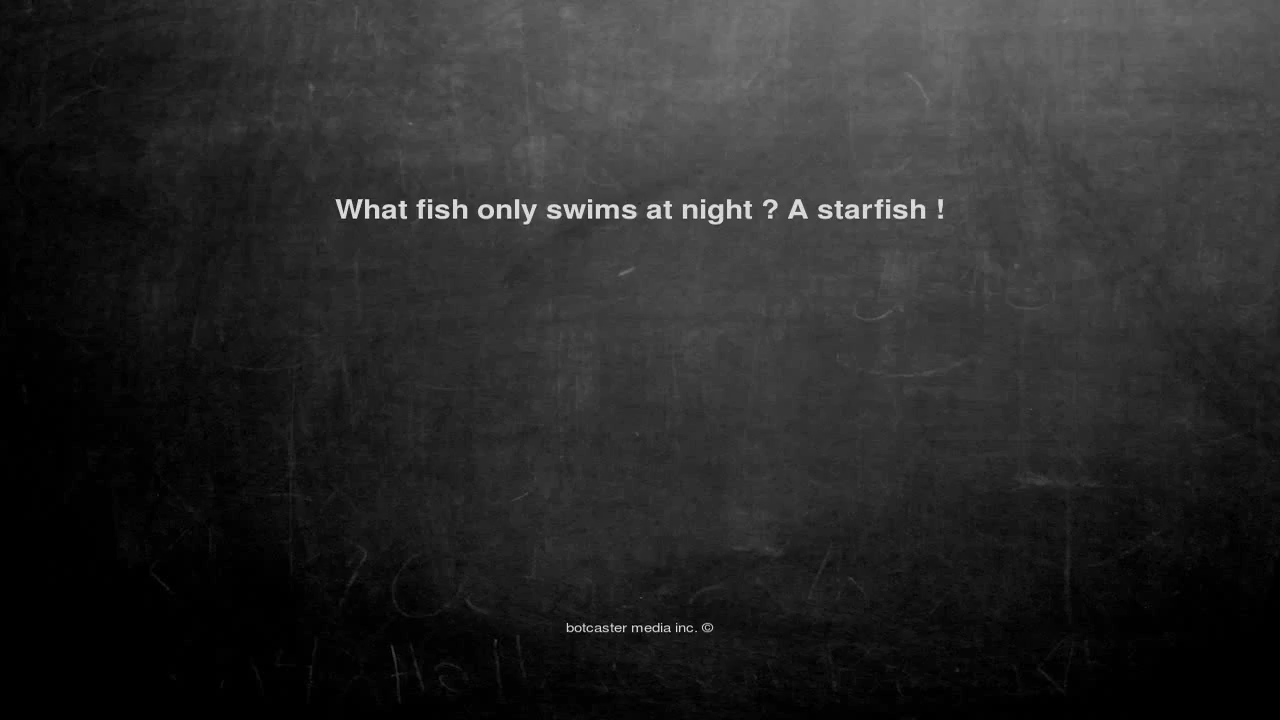 What fish only swims at night ? A starfish !
botcaster media inc. ©